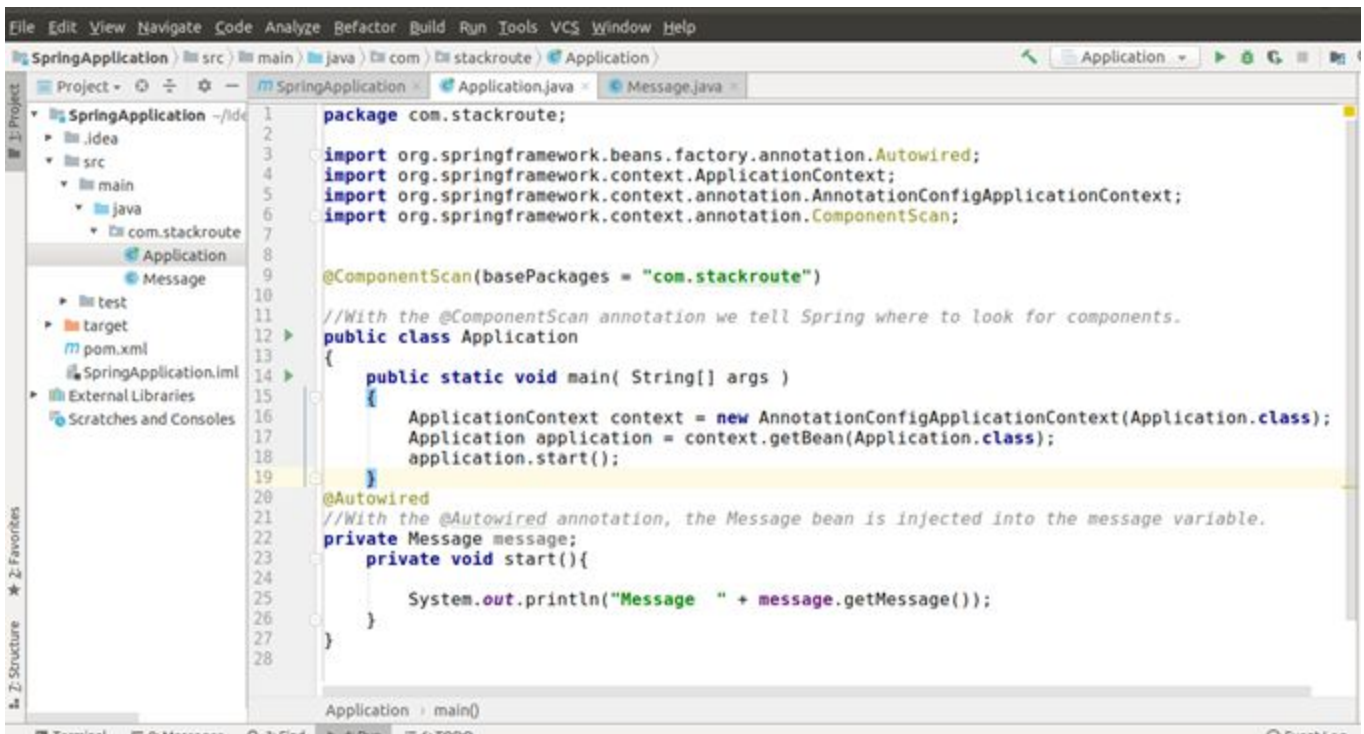 File Edit View Navigate Code Analyze Refactor Build Run Tools VCS Window Help
SpringApplication src main java com stackroute Application
Application
1: Project
Project
SpringApplication ~/Ide
.idea
src
main
java
com.stackroute
Application
Message
test
target
pom.xml
SpringApplication.iml
External Libraries
Scratches and Consoles
2: Favorites
Z: Structure
SpringApplication Application.java Message.java
1 package com.stackroute;
2
3 import org.springframework.beans.factory.annotation.Autowired;
4 import org.springframework.context.ApplicationContext;
5 import org.springframework.context.annotation.AnnotationConfigApplicationContext;
6 import org.springframework.context.annotation.ComponentScan;
7
8
9 @ComponentScan(basePackages = "com.stackroute")
10
11 //With the @ComponentScan annotation we tell Spring where to look for components.
12 public class Application
13 {
14 public static void main( String[] args )
15 {
16 ApplicationContext context = new AnnotationConfigApplicationContext(Application.class);
17 Application application = context.getBean(Application.class);
18 application.start();
19 }
20 @Autowired
21 //With the @Autowired annotation, the Message bean is injected into the message variable.
22 private Message message;
23 private void start(){
24
25 System.out.println("Message " + message.getMessage());
26 }
27 }
28
Application main()